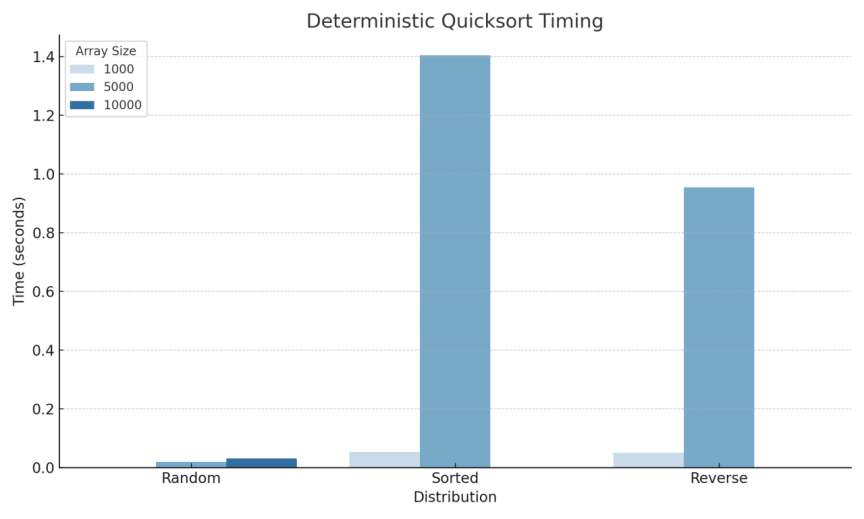 Deterministic Quicksort Timing
Array Size
1000
5000
10000
1.4
1.2
1.0
0.8
0.6
0.4
0.2
0.0
Time (seconds)
Random
Sorted
Reverse
Distribution